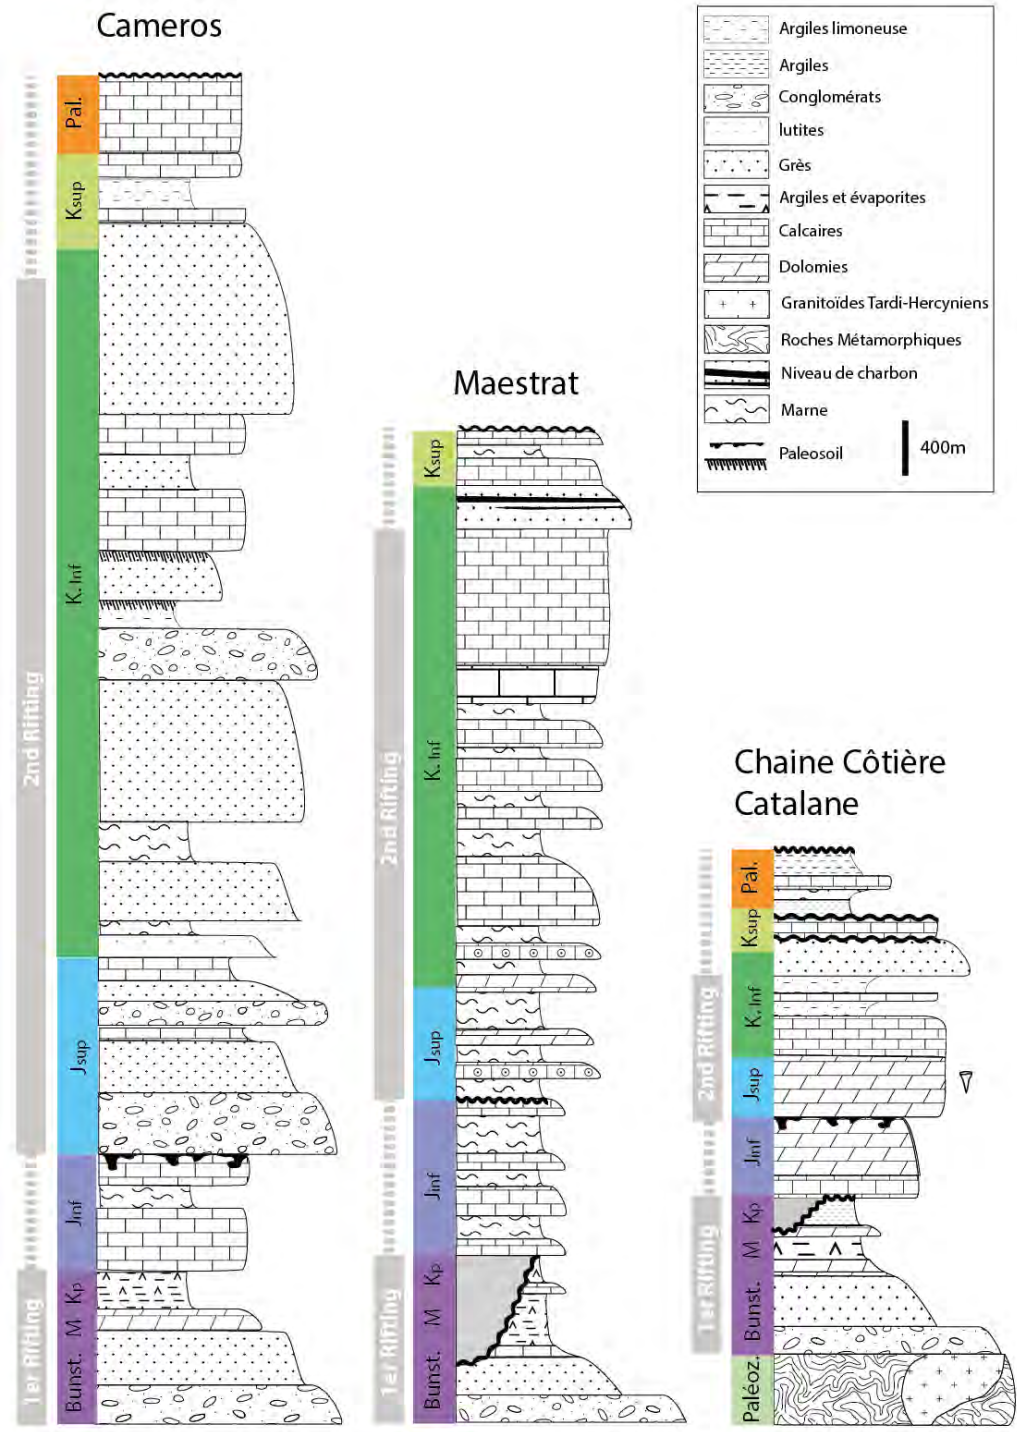 Cameros
Pal.
Ksup
K. Inf
Jsup
Jinf
Kp
M
Bunst.
2nd Rifting
1er Rifting
Maestrat
Ksup
K. Inf
Jsup
Jinf
Kp
M
Bunst.
2nd Rifting
1er Rifting
Chaine Côtière
Catalane
Pal.
Ksup
K. Inf
Jsup
Jinf
Kp
M
Bunst.
Paléoz.
2nd Rifting
1er Rifting
Argiles limoneuse
Argiles
Conglomérats
lutites
Grès
Argiles et évaporites
Calcaires
Dolomies
Granitoïdes Tardi-Hercyniens
Roches Métamorphiques
Niveau de charbon
Marne
Paleosoil
400m